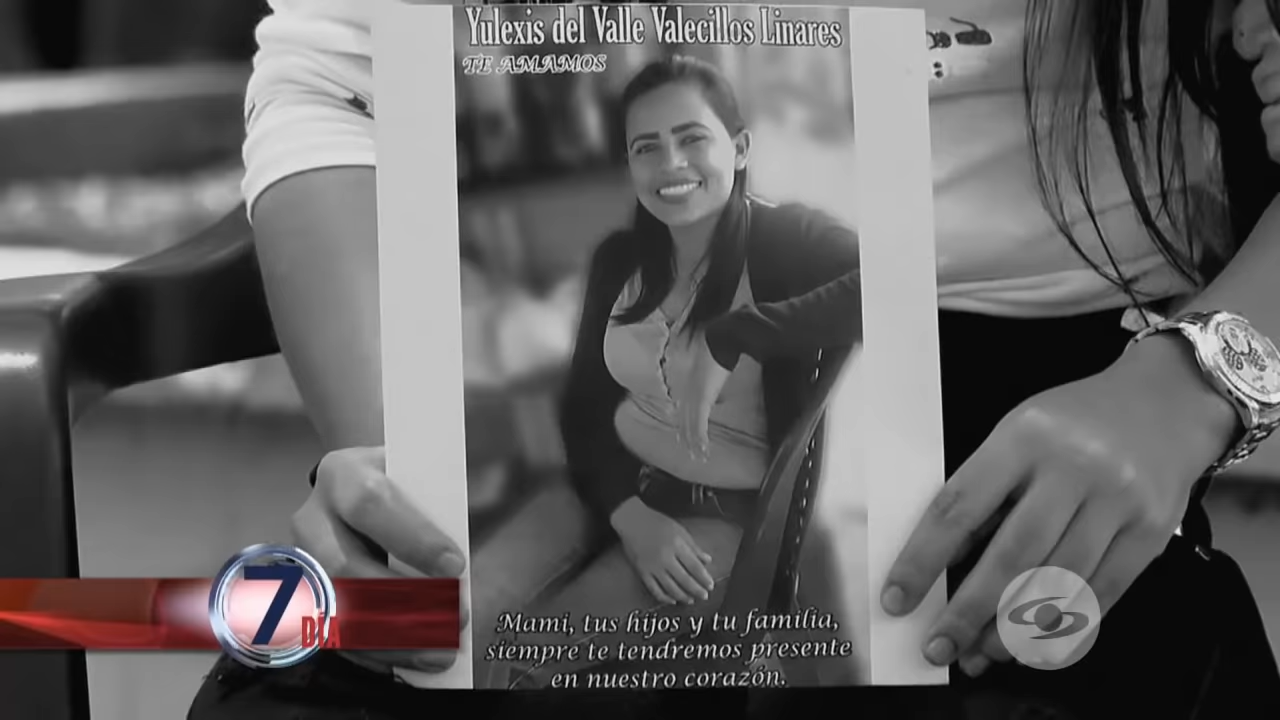 Yulexis del Valle Valecillos Linares
TE AMAMOS
Mami, tus hijos y tu familia,
siempre te tendremos presente
en nuestro corazón.
7
DÍA